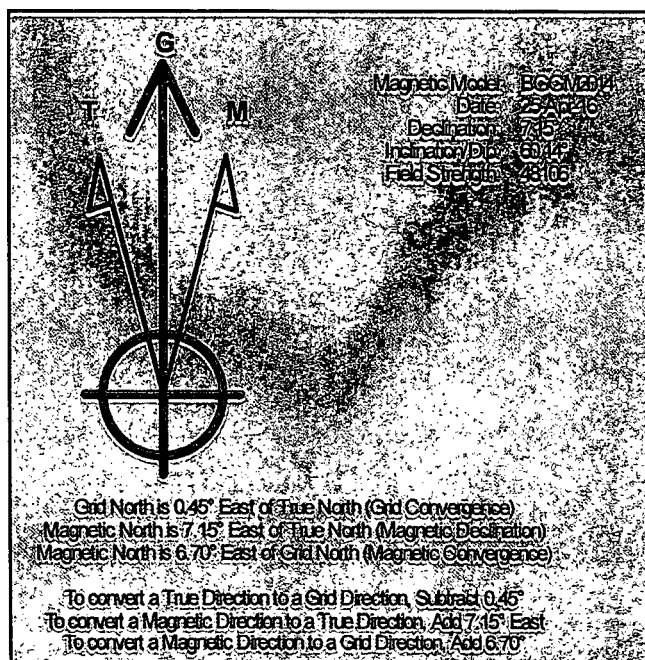 G
T M
Magnetic Model: BGGM2014
Date: 25-Apr-16
Declination: 7.15°
Inclination/Dip: 60.14°
Field Strength: 48106
Grid North is 0.45° East of True North (Grid Convergence)
Magnetic North is 7.15° East of True North (Magnetic Declination)
Magnetic North is 6.70° East of Grid North (Magnetic Convergence)
To convert a True Direction to a Grid Direction, Subtract 0.45°
To convert a Magnetic Direction to a True Direction, Add 7.15° East
To convert a Magnetic Direction to a Grid Direction, Add 6.70°